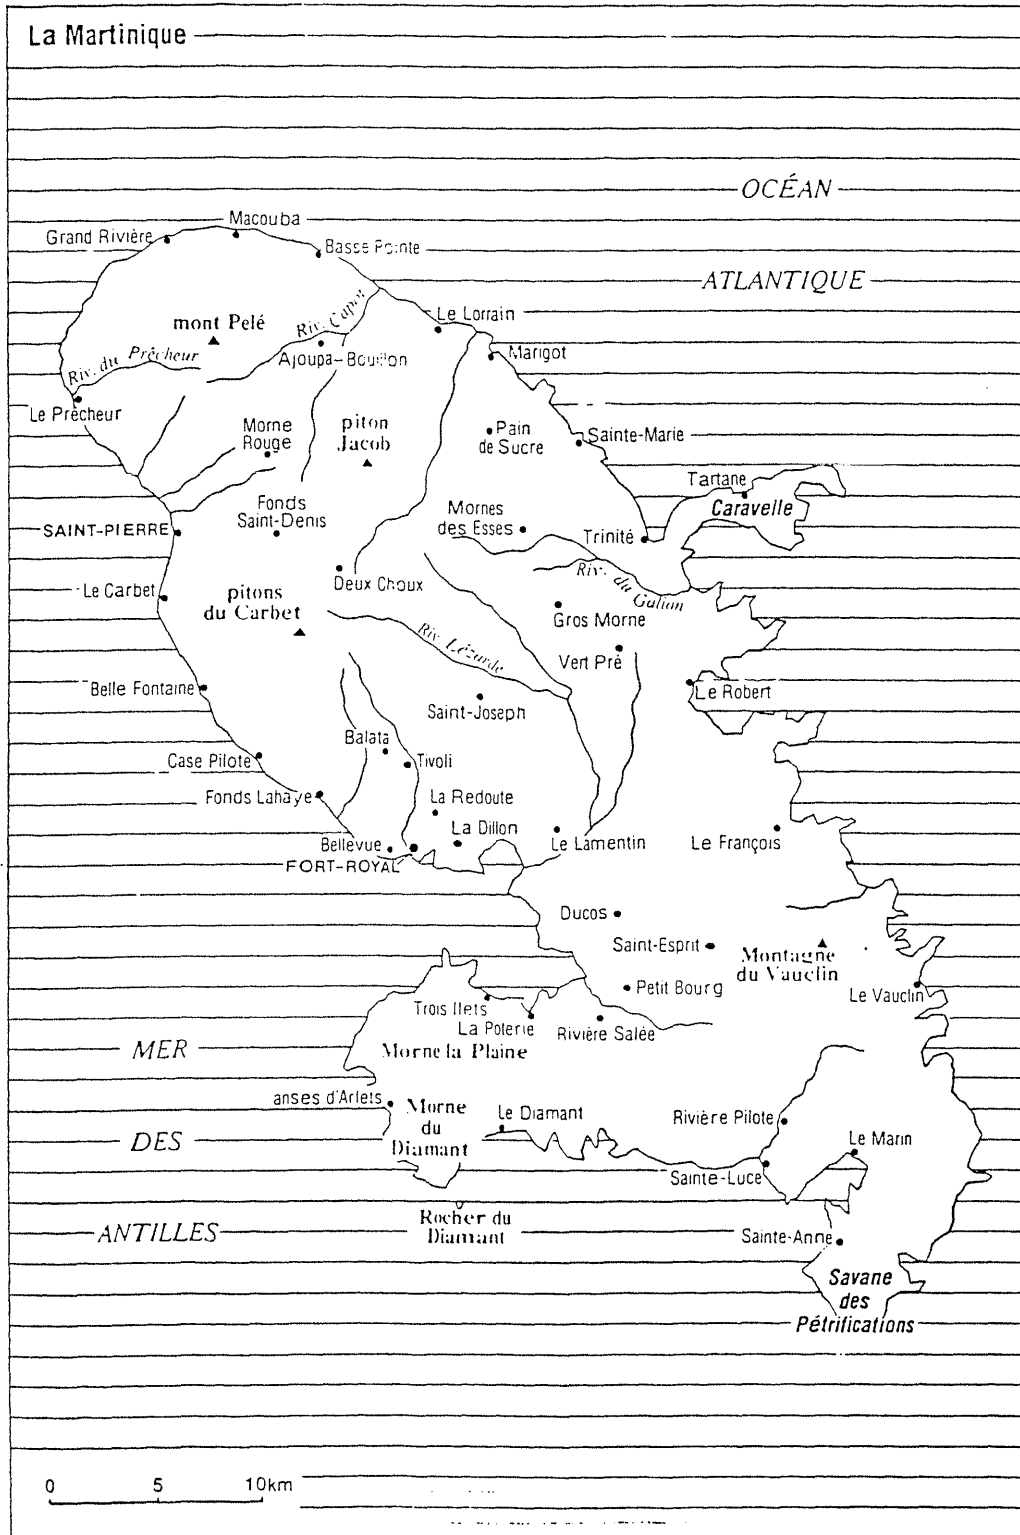 La Martinique
OCÉAN
Macouba
Grand Rivière
Basse Pointe
ATLANTIQUE
Riv. Capot
Le Lorrain
mont Pelé
Riv. du Prêcheur
Ajoupa-Bouillon
Marigot
Le Prêcheur
Morne
Rouge
piton
Jacob
Pain
de Sucre
Sainte-Marie
Tartane
Caravelle
Fonds
Saint-Denis
Mornes
des Esses
SAINT-PIERRE
Trinité
Deux Choux
Riv. du Galion
Le Carbet
pitons
du Carbet
Gros Morne
Riv. Lézarde
Vert Pré
Belle Fontaine
Le Robert
Saint-Joseph
Balata
Case Pilote
Tivoli
Fonds Lahaye
La Redoute
La Dillon
Bellevue
Le Lamentin
Le François
FORT-ROYAL
Ducos
Saint-Esprit
Montagne
du Vauclin
Petit Bourg
Le Vauclin
Trois Ilets
La Poterie
Rivière Salée
MER
Morne la Plaine
anses d'Arlets
Morne
du
Diamant
Le Diamant
Rivière Pilote
DES
Le Marin
Sainte-Luce
Rocher du
Diamant
ANTILLES
Sainte-Anne
Savane
des
Pétrifications
0 5 10km